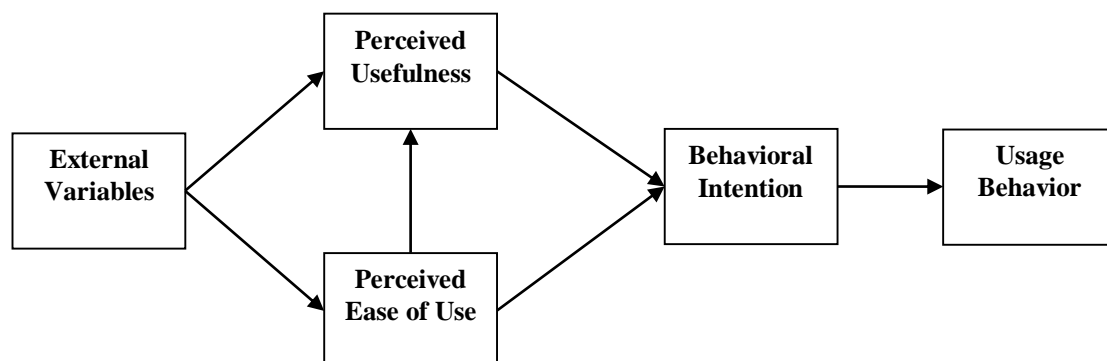 Perceived
Usefulness
External
Variables
Behavioral
Intention
Usage
Behavior
Perceived
Ease of Use